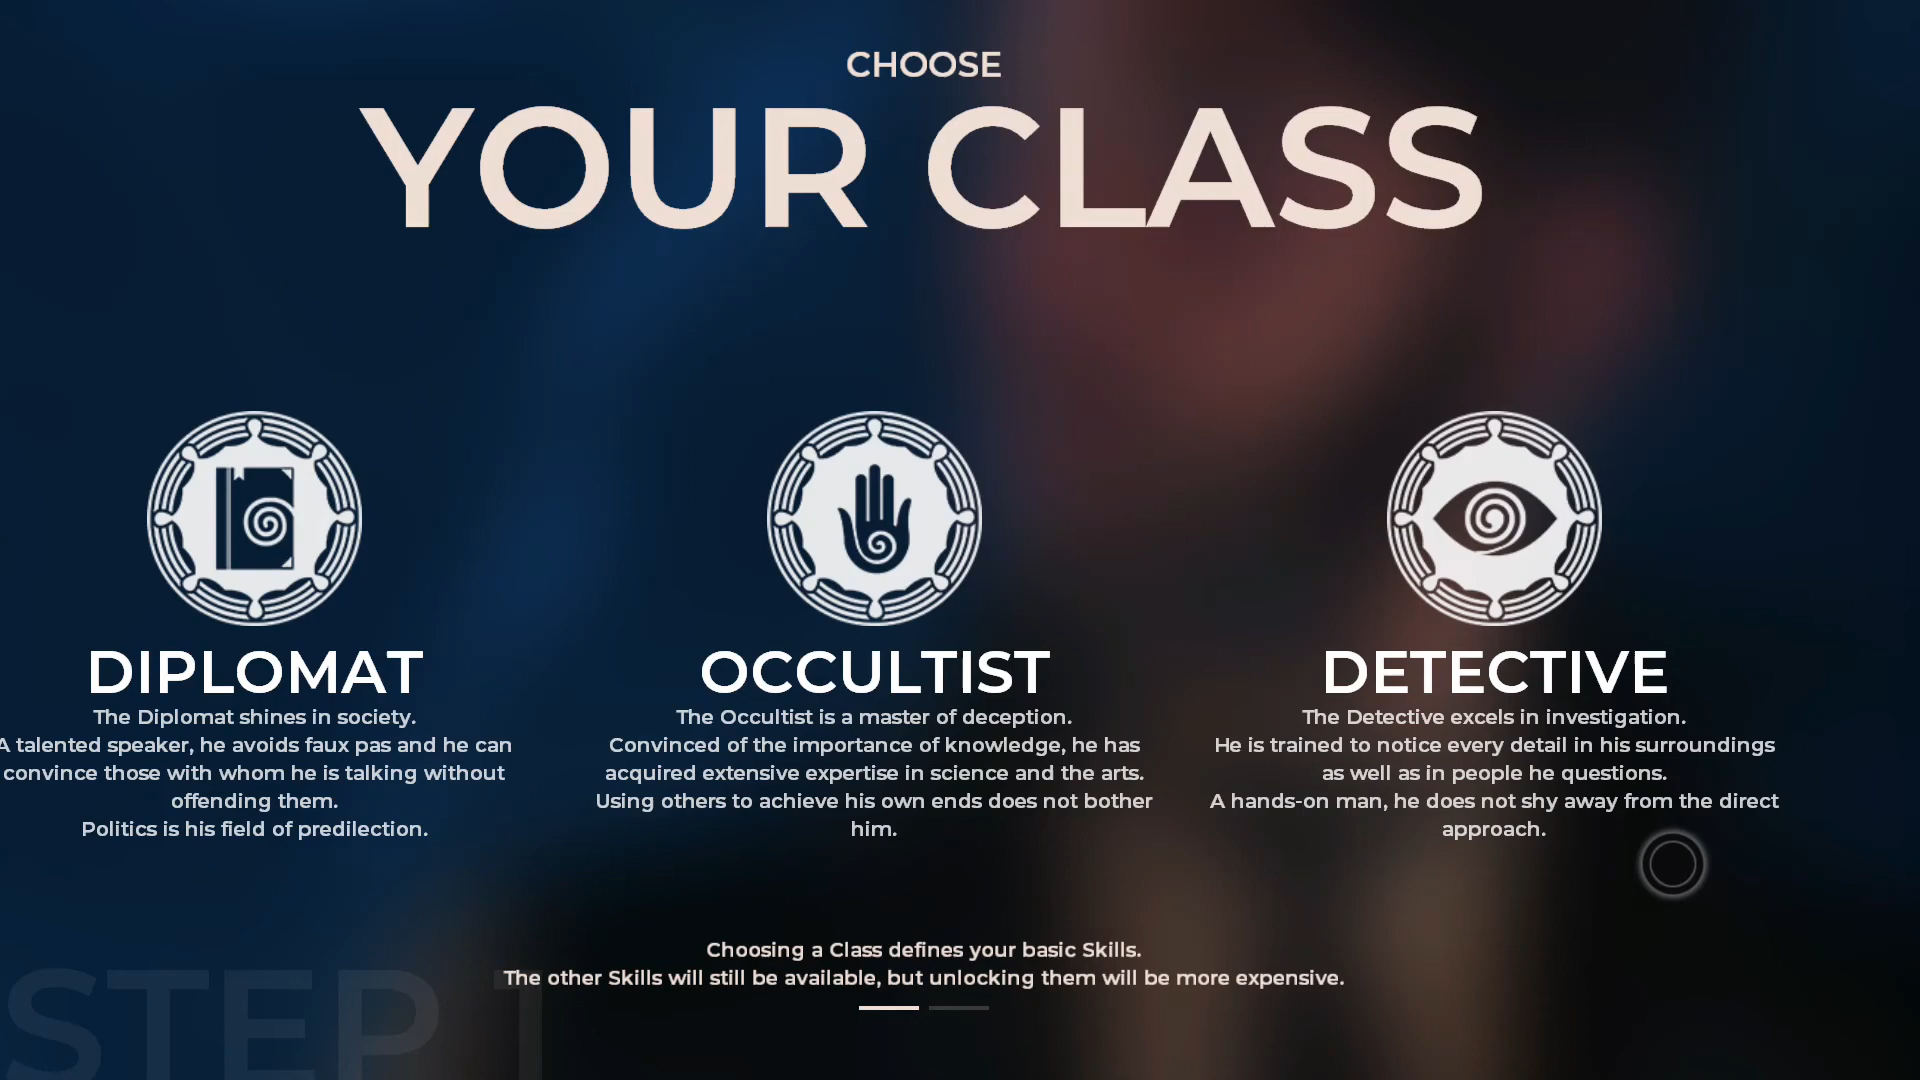 CHOOSE
YOUR CLASS
DIPLOMAT
The Diplomat shines in society.
A talented speaker, he avoids faux pas and he can
convince those with whom he is talking without
offending them.
Politics is his field of predilection.
OCCULTIST
The Occultist is a master of deception.
Convinced of the importance of knowledge, he has
acquired extensive expertise in science and the arts.
Using others to achieve his own ends does not bother
him.
DETECTIVE
The Detective excels in investigation.
He is trained to notice every detail in his surroundings
as well as in people he questions.
A hands-on man, he does not shy away from the direct
approach.
Choosing a Class defines your basic Skills.
The other Skills will still be available, but unlocking them will be more expensive.
STEP 1